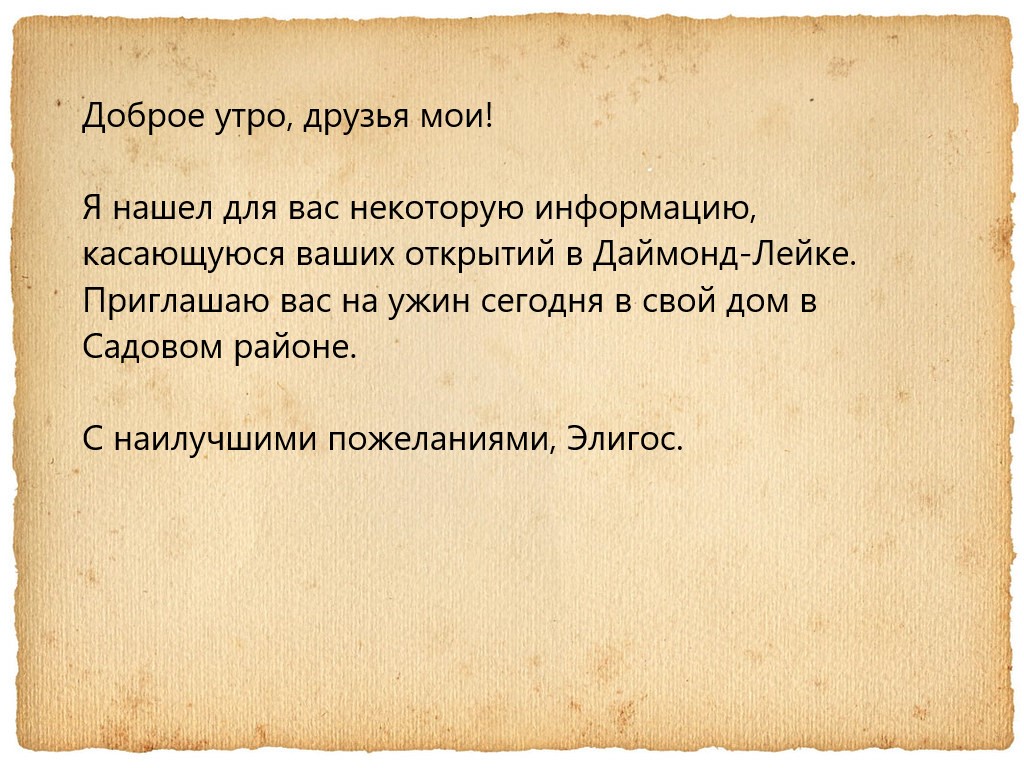 Доброе утро, друзья мои!
Я нашел для вас некоторую информацию,
касающуюся ваших открытий в Даймонд-Лейке.
Приглашаю вас на ужин сегодня в свой дом в
Садовом районе.
С наилучшими пожеланиями, Элигос.